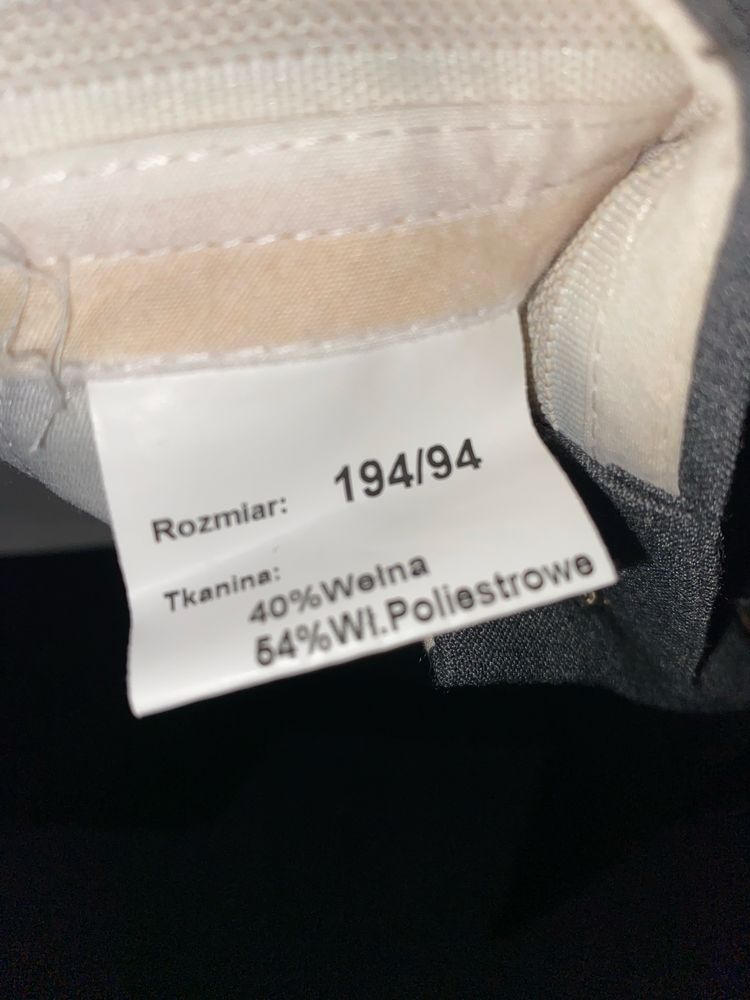 Rozmiar: 194/94
Tkanina:
40%Wełna
54%Wł.Poliestrowe